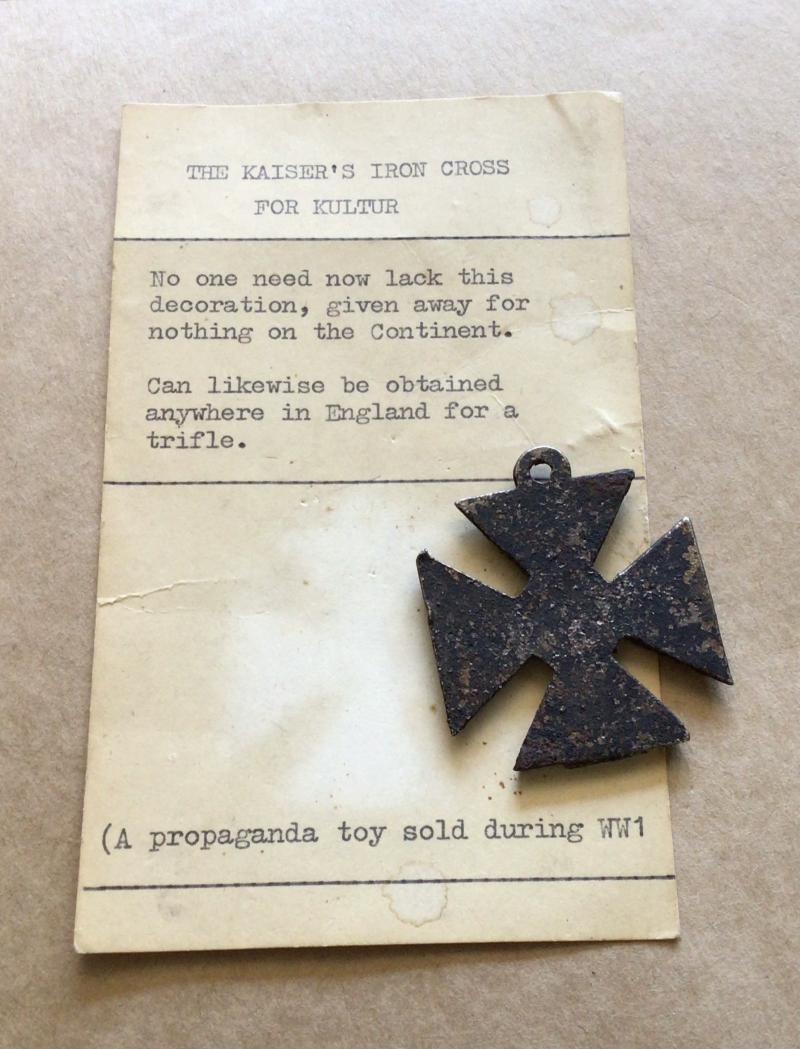 THE KAISER'S IRON CROSS
FOR KULTUR
No one need now lack this
decoration, given away for
nothing on the Continent.
Can likewise be obtained
anywhere in England for a
trifle.
(A propaganda toy sold during WW1